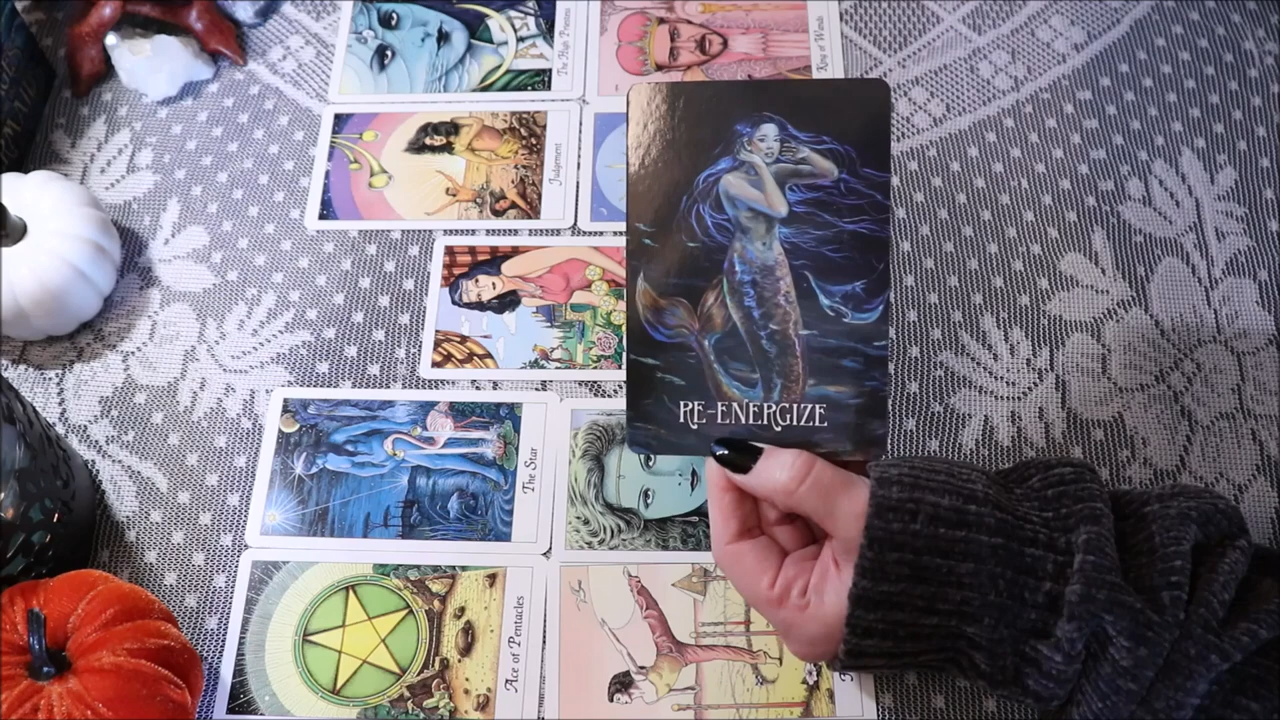 The High Priestess
King of Wands
Judgement
RE-ENERGIZE
The Star
Ace of Pentacles